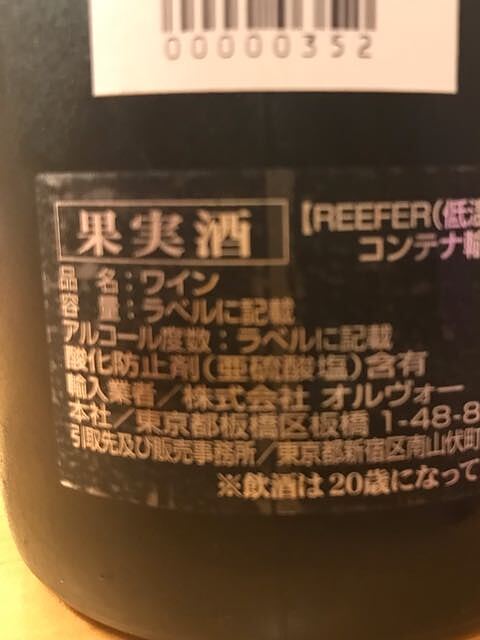 00000352
果実酒
【REEFER(低温
コンテナ輸
品 名：ワイン
容 量：ラベルに記載
アルコール度数：ラベルに記載
酸化防止剤(亜硫酸塩)含有
輸入業者／株式会社 オルヴォー
本社／東京都板橋区板橋 1-48-8
引取先及び販売事務所／東京都新宿区南山伏町
※飲酒は20歳になって